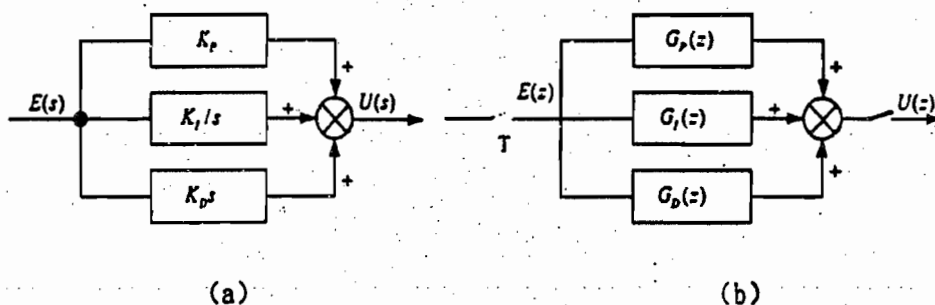 K_P
G_P(z)
+
+
E(s)
K_I/s
+
U(s)
E(z)
G_I(z)
+
U(z)
T
+
+
K_D s
G_D(z)
(a)
(b)